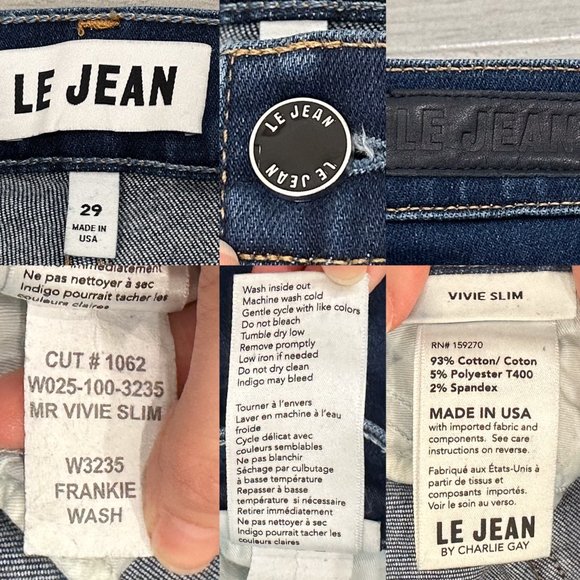 LE JEAN
29
MADE IN
USA
LE JEAN
LE JEAN
LE JEAN
immédiatement
Ne pas nettoyer à sec
Indigo pourrait tacher les
couleurs claires
CUT # 1062
W025-100-3235
MR VIVIE SLIM
W3235
FRANKIE
WASH
Wash inside out
Machine wash cold
Gentle cycle with like colors
Do not bleach
Tumble dry low
Remove promptly
Low iron if needed
Do not dry clean
Indigo may bleed
Tourner à l'envers
Laver en machine à l'eau
froide
Cycle délicat avec
couleurs semblables
Ne pas blanchir
Séchage par culbutage
à basse température
Repasser à basse
température si nécessaire
Retirer immédiatement
Ne pas nettoyer à sec
Indigo pourrait tacher les
couleurs claires
VIVIE SLIM
RN# 159270
93% Cotton/ Coton
5% Polyester T400
2% Spandex
MADE IN USA
with imported fabric and
components. See care
instructions on reverse.
Fabriqué aux États-Unis à
partir de tissus et
composants importés.
Voir le soin au verso.
LE JEAN
BY CHARLIE GAY